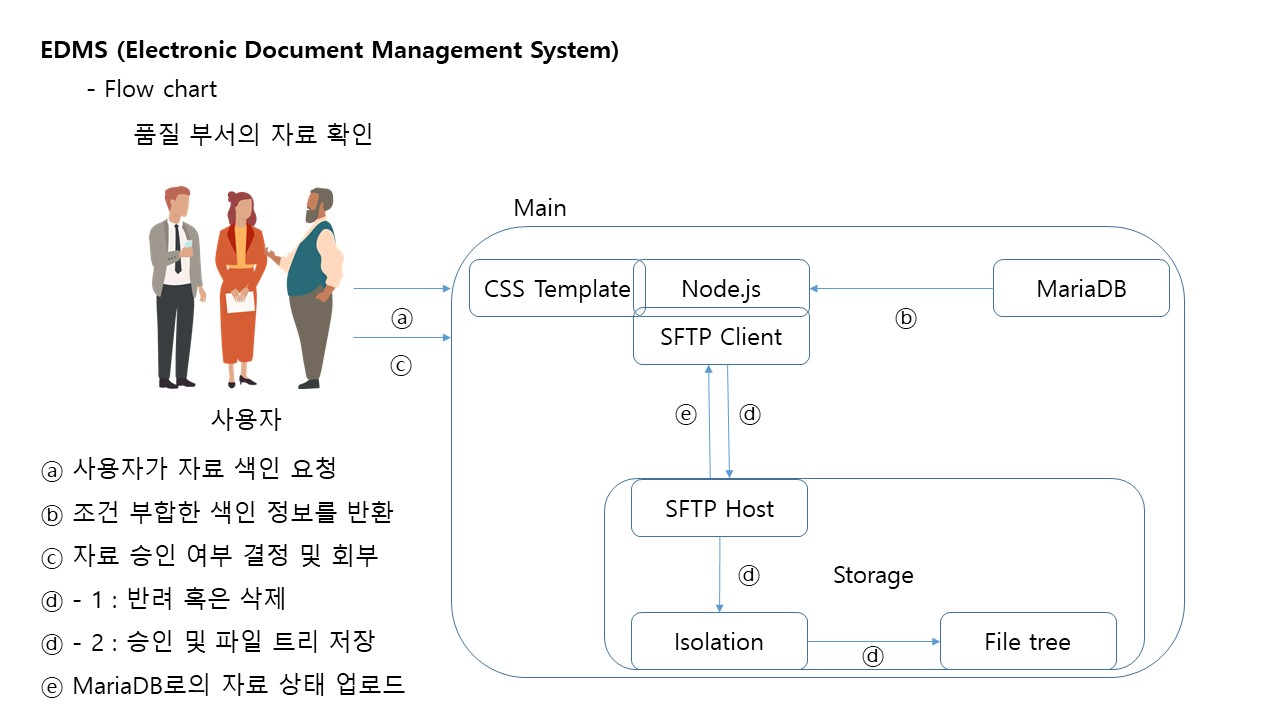 EDMS (Electronic Document Management System)
- Flow chart
품질 부서의 자료 확인
Main
CSS Template
Node.js
MariaDB
SFTP Client
ⓐ
ⓑ
ⓒ
ⓔ
ⓓ
사용자
SFTP Host
ⓓ
Storage
Isolation
File tree
ⓓ
ⓐ 사용자가 자료 색인 요청
ⓑ 조건 부합한 색인 정보를 반환
ⓒ 자료 승인 여부 결정 및 회부
ⓓ - 1 : 반려 혹은 삭제
ⓓ - 2 : 승인 및 파일 트리 저장
ⓔ MariaDB로의 자료 상태 업로드